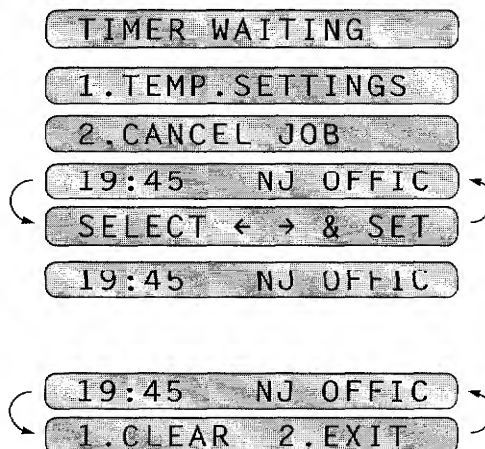 TIMER WAITING
1.TEMP.SETTINGS
2.CANCEL JOB
19:45 NJ OFFIC
SELECT ← → & SET
19:45 NJ OFFIC
19:45 NJ OFFIC
1.CLEAR 2.EXIT